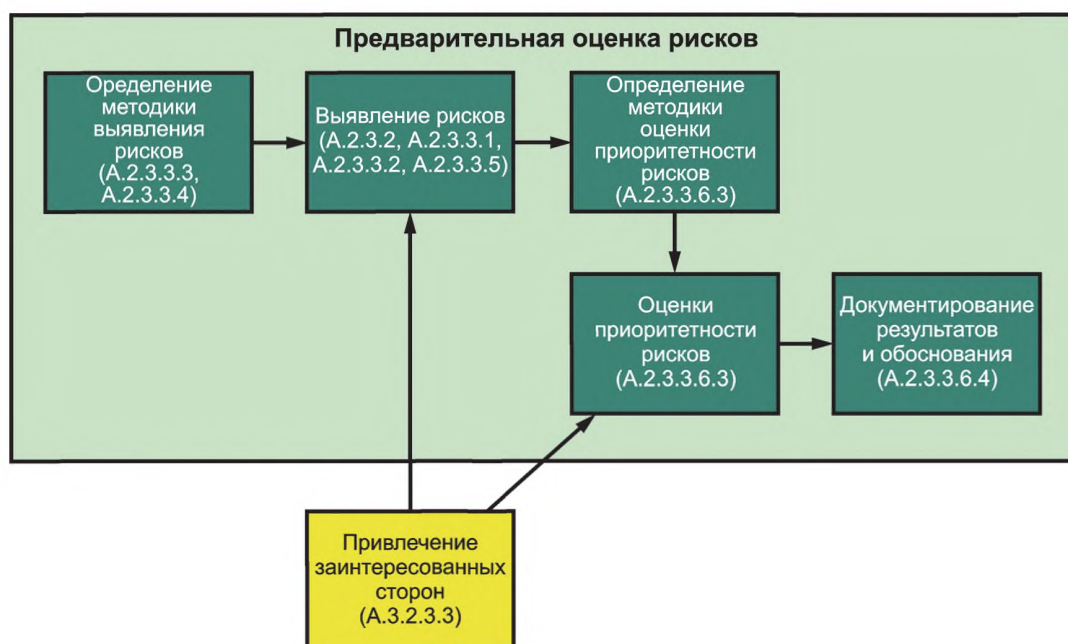 Предварительная оценка рисков
Оределение
методики
выявления
рисков
(А.2.3.3.3,
А.2.3.3.4)
Выявление рисков
(А.2.3.2, А.2.3.3.1,
А.2.3.3.2, А.2.3.3.5)
Определение
методики
оценки
приоритетности
рисков
(А.2.3.3.6.3)
Оценки
приоритетности
рисков
(А.2.3.3.6.3)
Документирование
результатов
и обоснования
(А.2.3.3.6.4)
Привлечение
заинтересованных
сторон
(А.3.2.3.3)